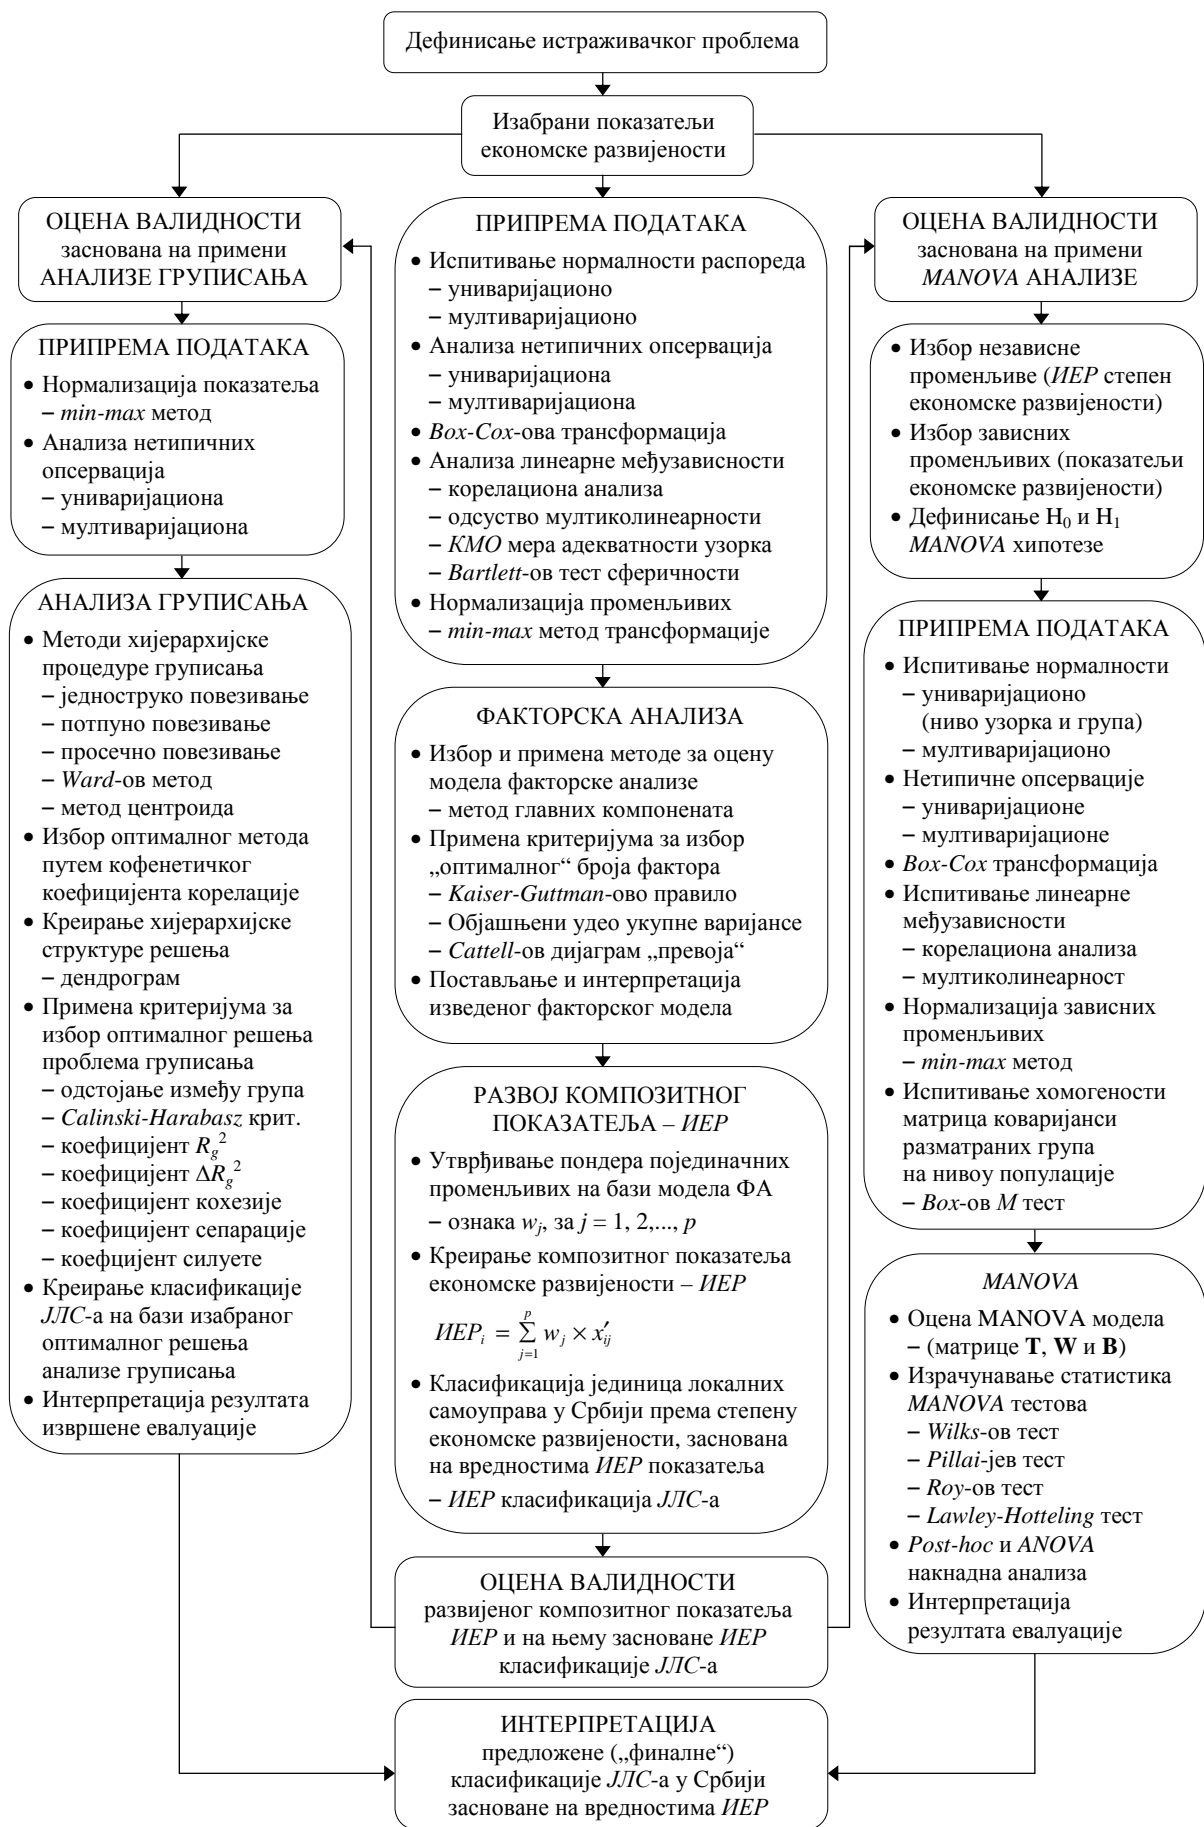 Дефинисање истраживачког проблема
Изабрани показатељи
економске развијености
ОЦЕНА ВАЛИДНОСТИ
заснована на примени
АНАЛИЗЕ ГРУПИСАЊА
ПРИПРЕМА ПОДАТАКА
• Нормализација показатеља
– min-max метод
• Анализа нетипичних
опсервација
– униваријациона
– мултиваријациона
АНАЛИЗА ГРУПИСАЊА
• Методи хијерархијске
процедуре груписања
– једноструко повезивање
– потпуно повезивање
– просечно повезивање
– Ward-ов метод
– метод центроида
• Избор оптималног метода
путем кофенетичког
коефицијента корелације
• Креирање хијерархијске
структуре решења
– дендрограм
• Примена критеријума за
избор оптималног решења
проблема груписања
– одстојање између група
– Calinski-Harabasz крит.
– коефицијент R_g^2
– коефицијент ΔR_g^2
– коефицијент кохезије
– коефицијент сепарације
– коефцијент силуете
• Креирање класификације
ЈЛС-а на бази изабраног
оптималног решења
анализе груписања
• Интерпретација резултата
извршене евалуације
ПРИПРЕМА ПОДАТАКА
• Испитивање нормалности распореда
– униваријационо
– мултиваријационо
• Анализа нетипичних опсервација
– униваријациона
– мултиваријациона
• Box-Cox-ова трансформација
• Анализа линеарне међузависности
– корелациона анализа
– одсуство мултиколинеарности
– КМО мера адекватности узорка
– Bartlett-ов тест сферичности
• Нормализација променљивих
– min-max метод трансформације
ФАКТОРСКА АНАЛИЗА
• Избор и примена методе за оцену
модела факторске анализе
– метод главних компонената
• Примена критеријума за избор
„оптималног“ броја фактора
– Kaiser-Guttman-ово правило
– Објашњени удео укупне варијансе
– Cattell-ов дијаграм „превоја“
• Постављање и интерпретација
изведеног факторског модела
РАЗВОЈ КОМПОЗИТНОГ
ПОКАЗАТЕЉА – ИЕР
• Утврђивање пондера појединачних
променљивих на бази модела ФА
– ознака w_j, за j = 1, 2,..., p
• Креирање композитног показатеља
економске развијености – ИЕР
ИЕР_i = ∑_{j=1}^{p} w_j × x′_{ij}
• Класификација јединица локалних
самоуправа у Србији према степену
економске развијености, заснована
на вредностима ИЕР показатеља
– ИЕР класификација ЈЛС-а
ОЦЕНА ВАЛИДНОСТИ
развијеног композитног показатеља
ИЕР и на њему засноване ИЕР
класификације ЈЛС-а
ОЦЕНА ВАЛИДНОСТИ
заснована на примени
MANOVA АНАЛИЗЕ
• Избор независне
променљиве (ИЕР степен
економске развијености)
• Избор зависних
променљивих (показатељи
економске развијености)
• Дефинисање H₀ и H₁
MANOVA хипотезе
ПРИПРЕМА ПОДАТАКА
• Испитивање нормалности
– униваријационо
(ниво узорка и група)
– мултиваријационо
• Нетипичне опсервације
– униваријационе
– мултиваријационе
• Box-Cox трансформација
• Испитивање линеарне
међузависности
– корелациона анализа
– мултиколинеарност
• Нормализација зависних
променљивих
– min-max метод
• Испитивање хомогености
матрица коваријанси
разматраних група
на нивоу популације
– Box-ов M тест
MANOVA
• Оцена MANOVA модела
– (матрице T, W и B)
• Израчунавање статистика
MANOVA тестова
– Wilks-ов тест
– Pillai-јев тест
– Roy-ов тест
– Lawley-Hotteling тест
• Post-hoc и ANOVA
накнадна анализа
• Интерпретација
резултата евалуације
ИНТЕРПРЕТАЦИЈА
предложене („финалне“)
класификације ЈЛС-а у Србији
засноване на вредностима ИЕР